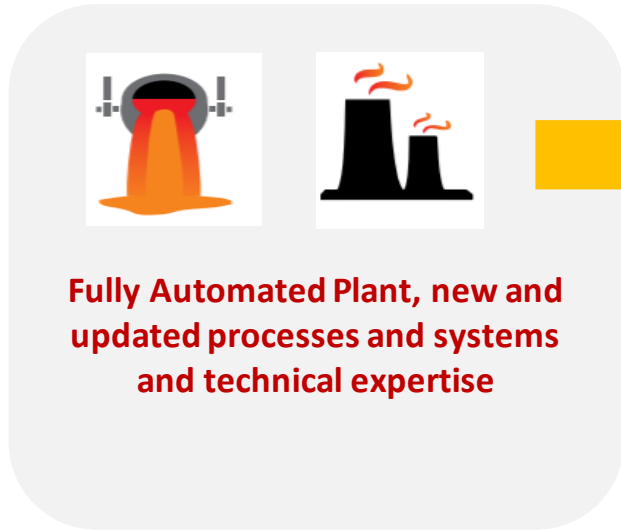 Fully Automated Plant, new and
updated processes and systems
and technical expertise